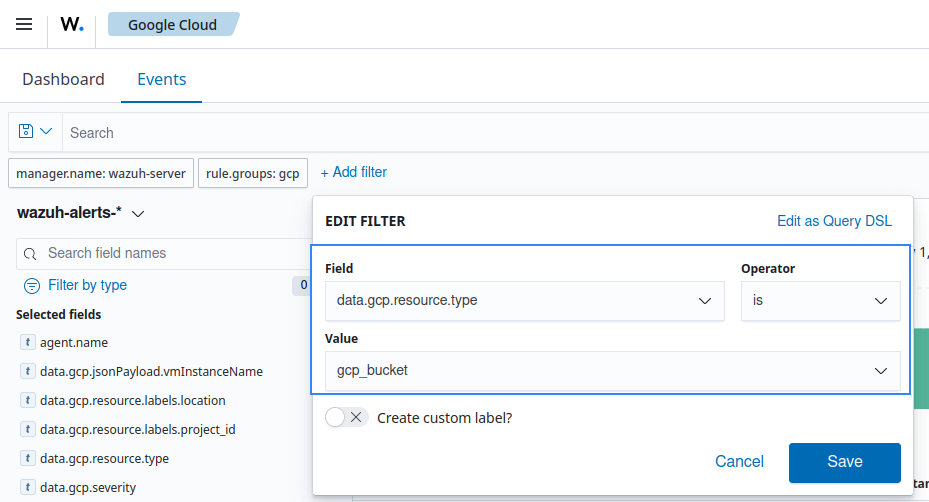 W. Google Cloud
Dashboard Events
Search
manager.name: wazuh-server rule.groups: gcp + Add filter
wazuh-alerts-*
EDIT FILTER Edit as Query DSL
Search field names
Filter by type 0
Field Operator
data.gcp.resource.type is
Value
gcp_bucket
Create custom label?
Cancel Save
Selected fields
t agent.name
t data.gcp.jsonPayload.vmInstanceName
t data.gcp.resource.labels.location
t data.gcp.resource.labels.project_id
t data.gcp.resource.type
t data.gcp.severity